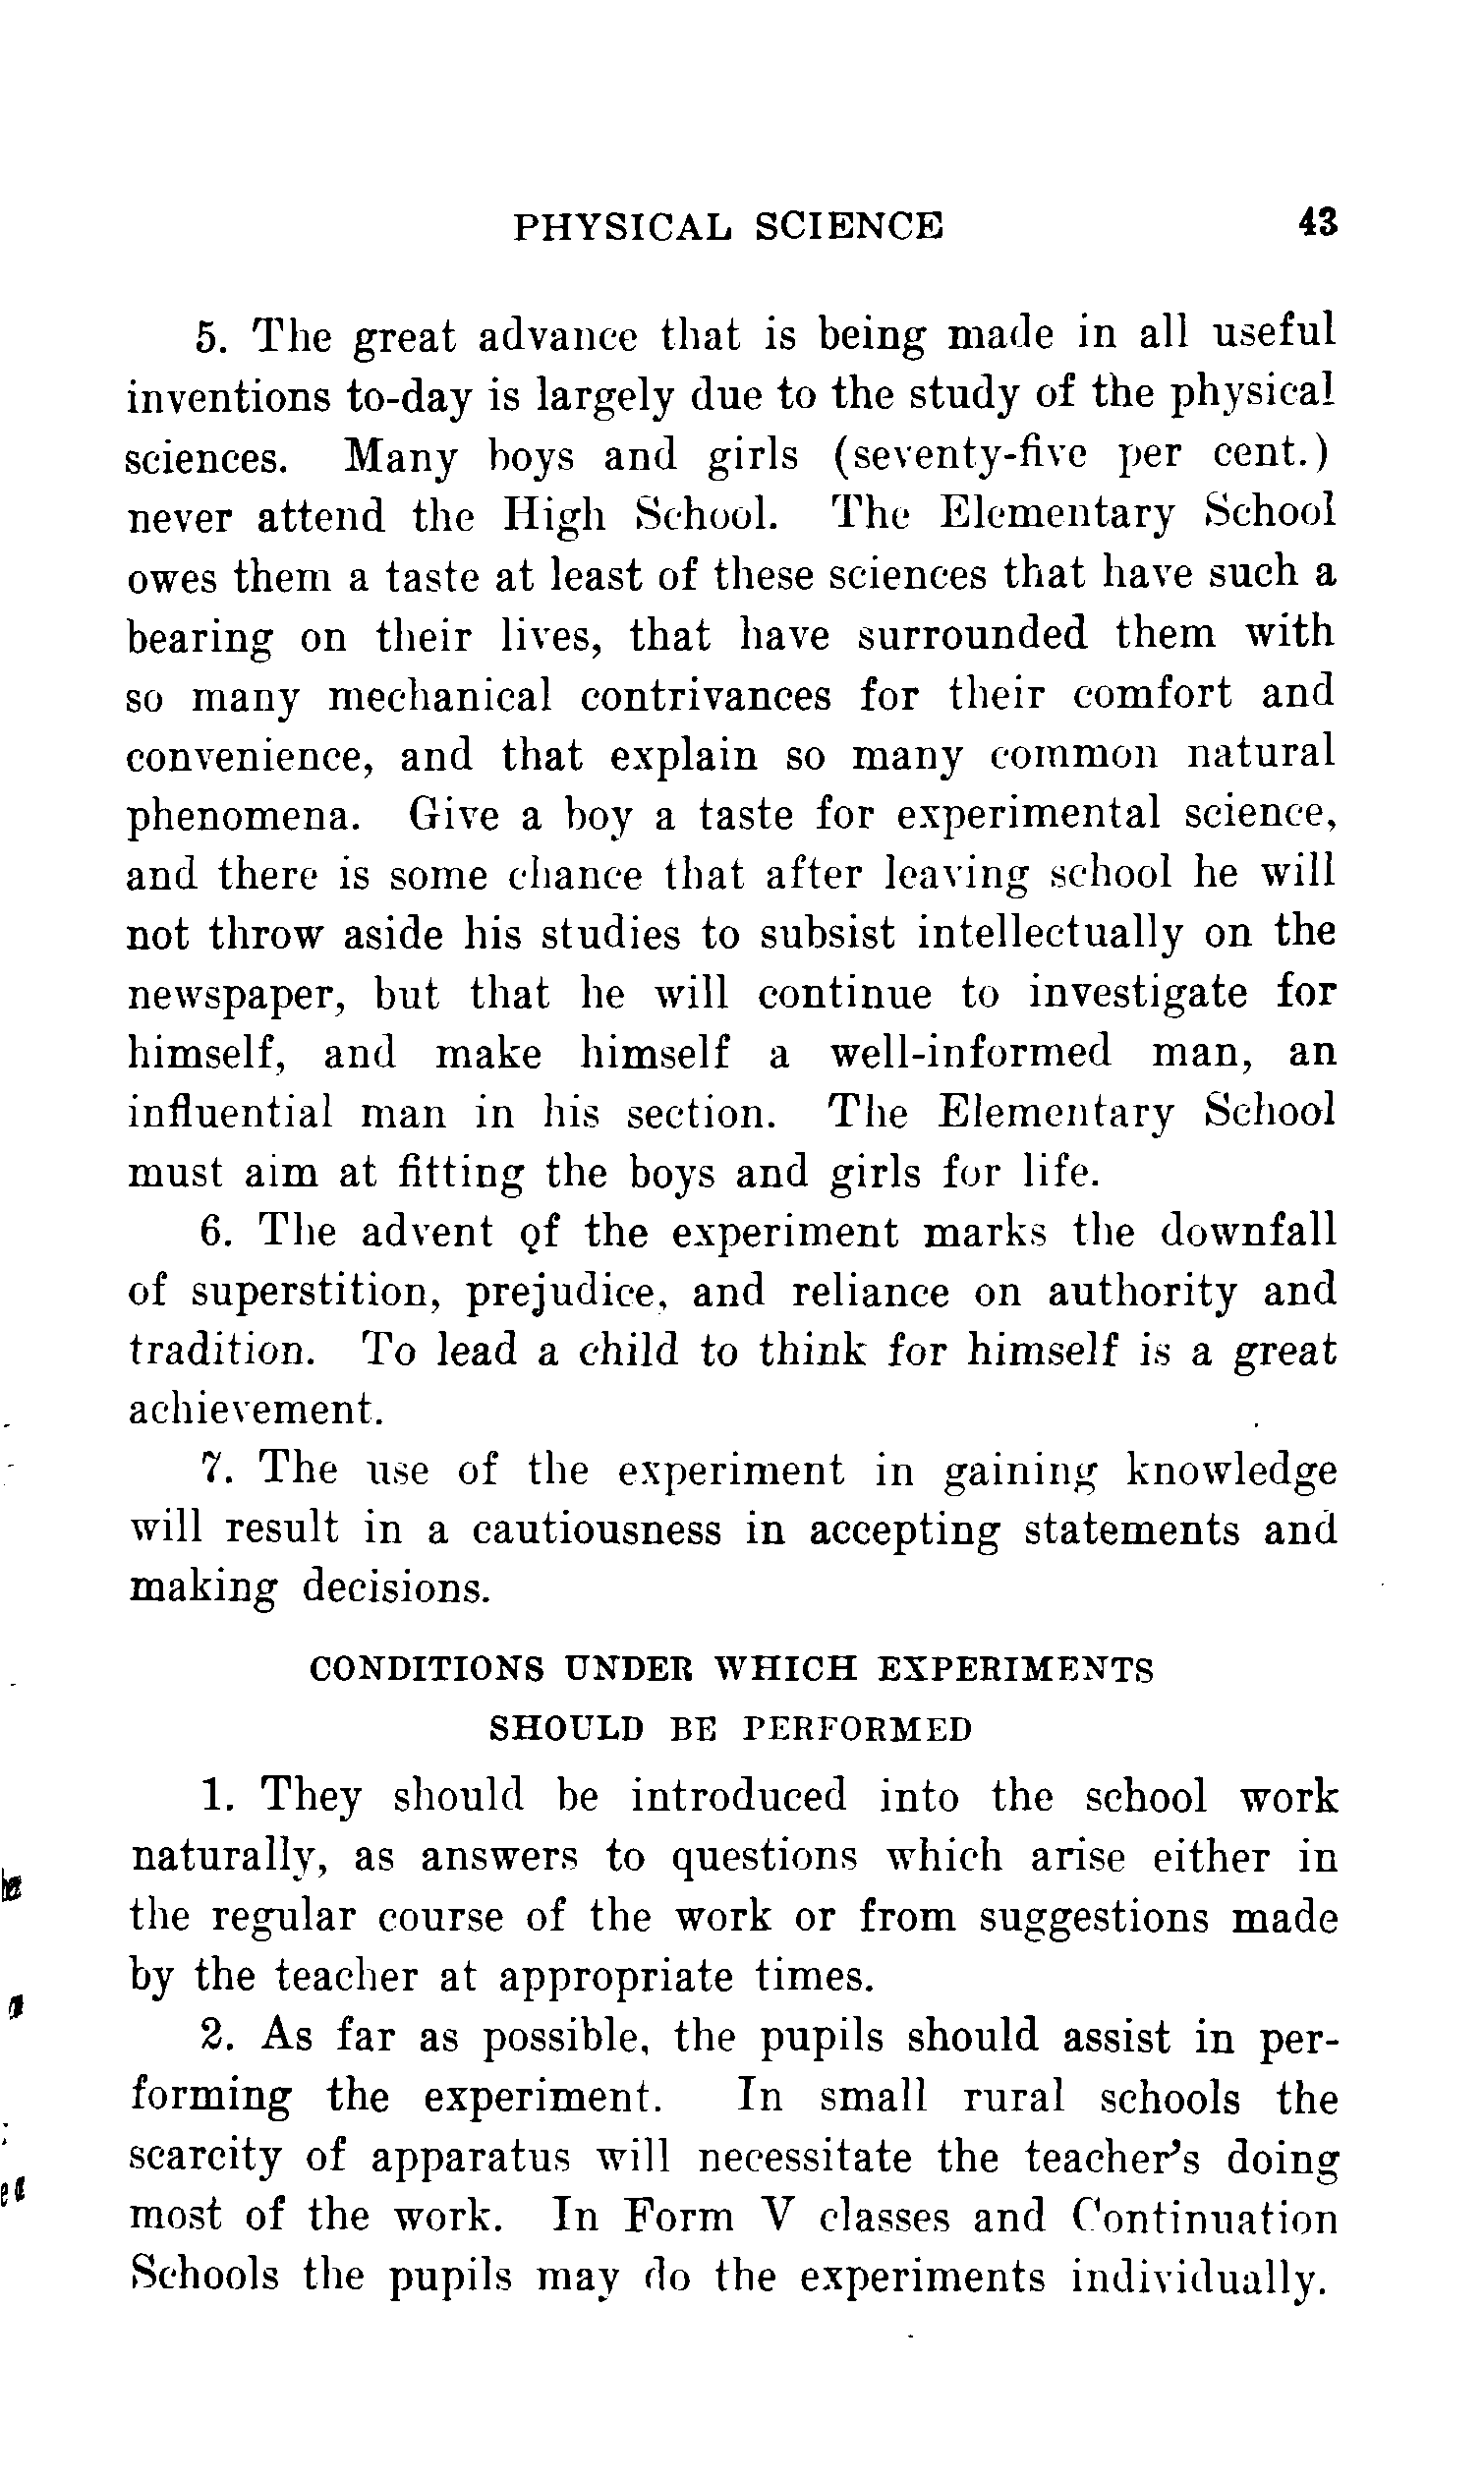 PHYSICAL SCIENCE 43
5. The great advance that is being made in all useful
inventions to-day is largely due to the study of the physical
sciences. Many boys and girls (seventy-five per cent.)
never attend the High School. The Elementary School
owes them a taste at least of these sciences that have such a
bearing on their lives, that have surrounded them with
so many mechanical contrivances for their comfort and
convenience, and that explain so many common natural
phenomena. Give a boy a taste for experimental science,
and there is some chance that after leaving school he will
not throw aside his studies to subsist intellectually on the
newspaper, but that he will continue to investigate for
himself, and make himself a well-informed man, an
influential man in his section. The Elementary School
must aim at fitting the boys and girls for life.
6. The advent of the experiment marks the downfall
of superstition, prejudice, and reliance on authority and
tradition. To lead a child to think for himself is a great
achievement.
7. The use of the experiment in gaining knowledge
will result in a cautiousness in accepting statements and
making decisions.
CONDITIONS UNDER WHICH EXPERIMENTS
SHOULD BE PERFORMED
1. They should be introduced into the school work
naturally, as answers to questions which arise either in
the regular course of the work or from suggestions made
by the teacher at appropriate times.
2. As far as possible, the pupils should assist in per-
forming the experiment. In small rural schools the
scarcity of apparatus will necessitate the teacher's doing
most of the work. In Form V classes and Continuation
Schools the pupils may do the experiments individually.